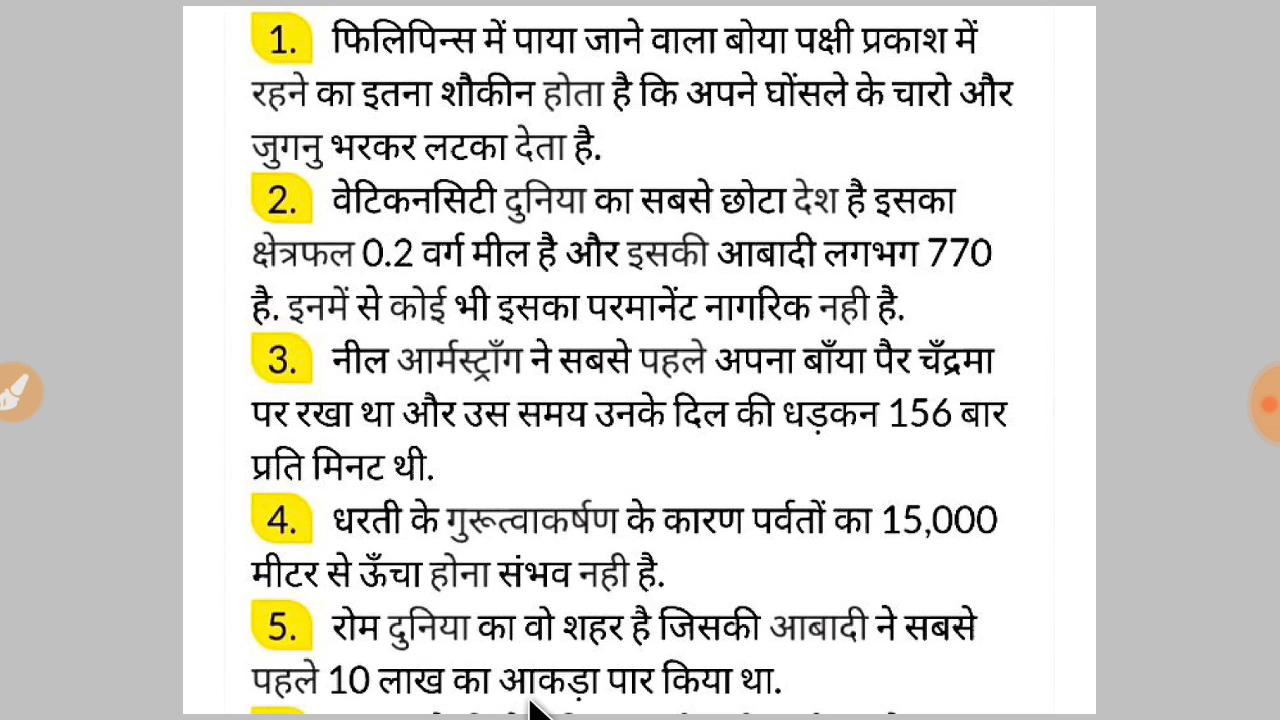 1. फिलिपिन्स में पाया जाने वाला बोया पक्षी प्रकाश में
रहने का इतना शौकीन होता है कि अपने घोंसले के चारो और
जुगनु भरकर लटका देता है.
2. वेटिकनसिटी दुनिया का सबसे छोटा देश है इसका
क्षेत्रफल 0.2 वर्ग मील है और इसकी आबादी लगभग 770
है. इनमें से कोई भी इसका परमानेंट नागरिक नही है.
3. नील आर्मस्ट्राँग ने सबसे पहले अपना बाँया पैर चँद्रमा
पर रखा था और उस समय उनके दिल की धड़कन 156 बार
प्रति मिनट थी.
4. धरती के गुरूत्वाकर्षण के कारण पर्वतों का 15,000
मीटर से ऊँचा होना संभव नही है.
5. रोम दुनिया का वो शहर है जिसकी आबादी ने सबसे
पहले 10 लाख का आकड़ा पार किया था.